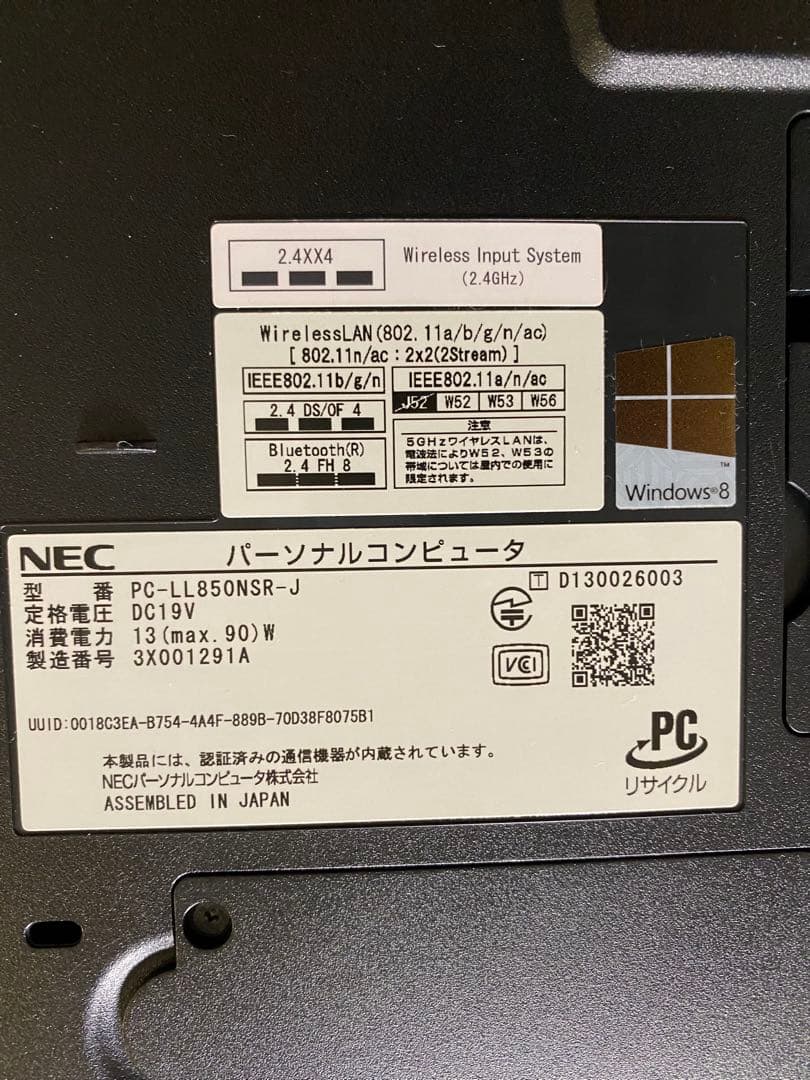 2.4XX4
Wireless Input System
(2.4GHz)
WirelessLAN(802.11a/b/g/n/ac)
[ 802.11n/ac : 2x2(2Stream) ]
IEEE802.11b/g/n
IEEE802.11a/n/ac
J52 W52 W53 W56
2.4 DS/OF 4
Bluetooth(R)
2.4 FH 8
注意
5GHzワイヤレスLANは、
電波法によりW52、W53の
帯域については屋内での使用に
限定されます。
TM
Windows®8
NEC パーソナルコンピュータ
型 番 PC-LL850NSR-J
定格電圧 DC19V
消費電力 13(max.90)W
製造番号 3X001291A
T D130026003
VCI
UUID:0018C3EA-B754-4A4F-889B-70D38F8075B1
本製品には、認証済みの通信機器が内蔵されています。
NECパーソナルコンピュータ株式会社
ASSEMBLED IN JAPAN
PC
リサイクル